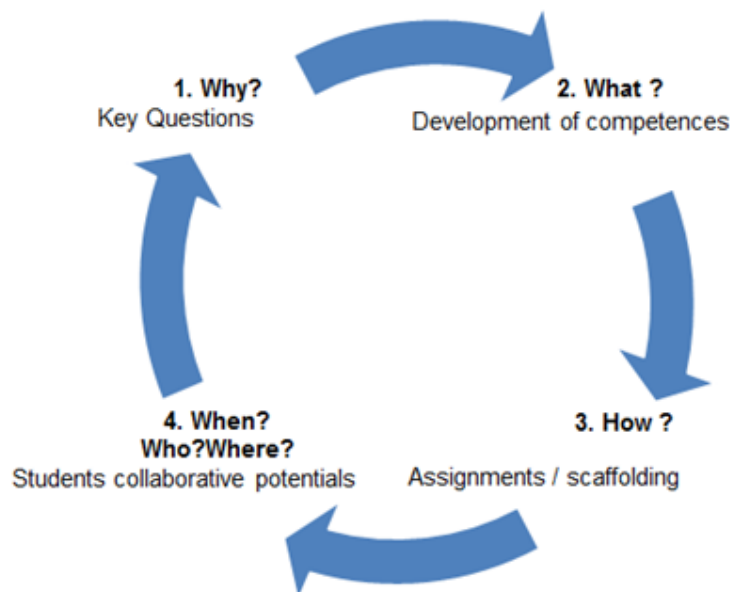 1. Why?
Key Questions
2. What ?
Development of competences
3. How ?
Assignments / scaffolding
4. When?
Who?Where?
Students collaborative potentials